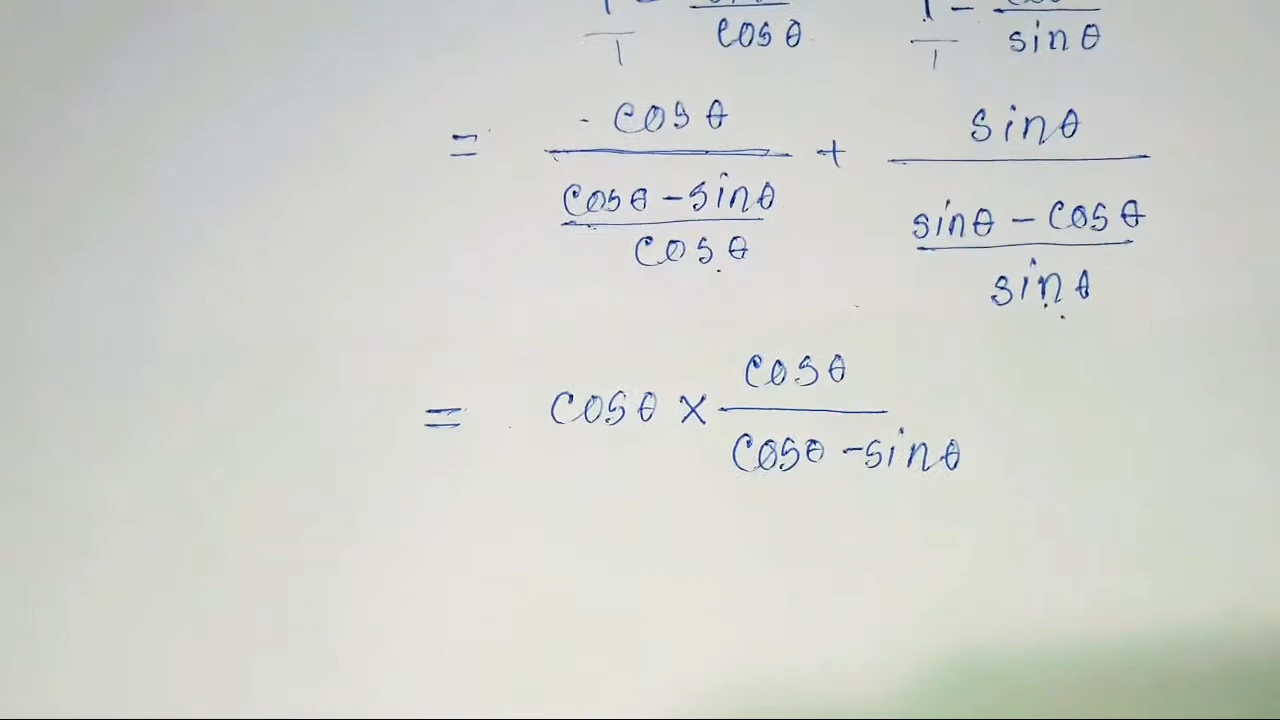 cosθ sinθ
= cosθ + sinθ
cosθ - sinθ sinθ - cosθ
cosθ sinθ
= cosθ × cosθ
cosθ - sinθ